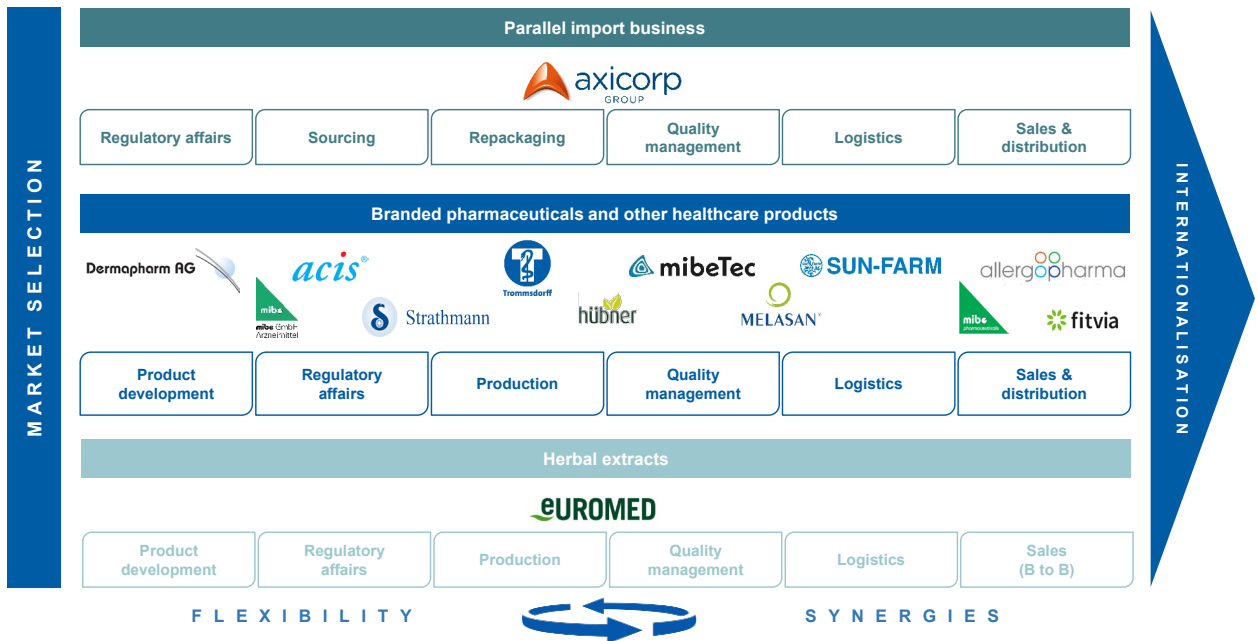 Parallel import business
axicorp
GROUP
Regulatory affairs
Sourcing
Repackaging
Quality
management
Logistics
Sales &
distribution
MARKET SELECTION
INTERNATIONALISATION
Branded pharmaceuticals and other healthcare products
Dermapharm AG
acis®
Trommsdorff
mibeTec
SUN-FARM
allergopharma
mibe
mibe GmbH
Arzneimittel
Strathmann
hübner
MELASAN®
mibe
pharmaceuticals
fitvia
Product
development
Regulatory
affairs
Production
Quality
management
Logistics
Sales &
distribution
Herbal extracts
eUROMED
Product
development
Regulatory
affairs
Production
Quality
management
Logistics
Sales
(B to B)
FLEXIBILITY
SYNERGIES